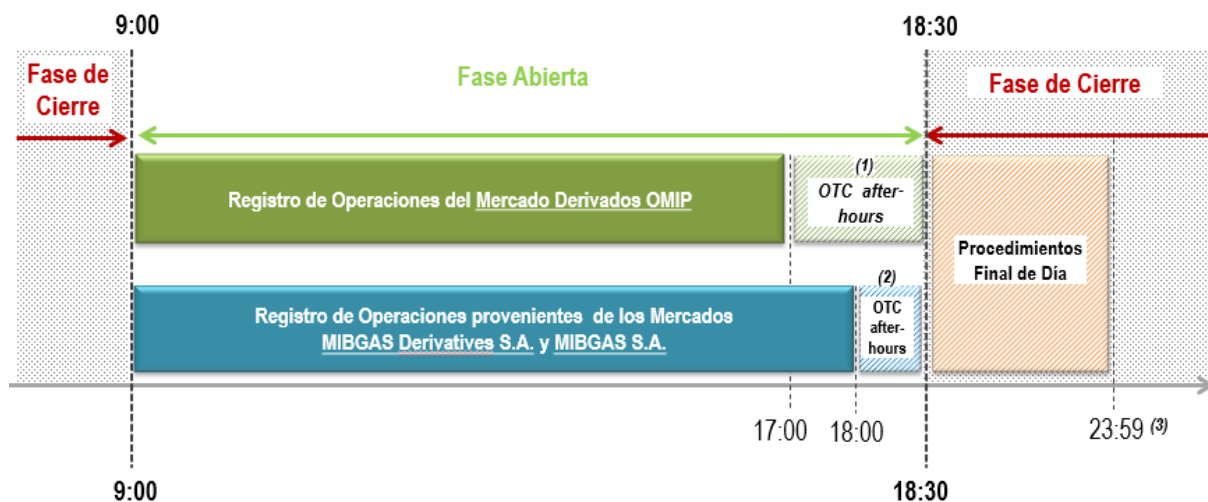 9:00
18:30
Fase de
Cierre
Fase Abierta
Fase de Cierre
Registro de Operaciones del Mercado Derivados OMIP
(1)
OTC after-
hours
Procedimientos
Final de Día
Registro de Operaciones provenientes de los Mercados
MIBGAS Derivatives S.A. y MIBGAS S.A.
(2)
OTC
after-
hours
17:00
18:00
23:59 (3)
9:00
18:30